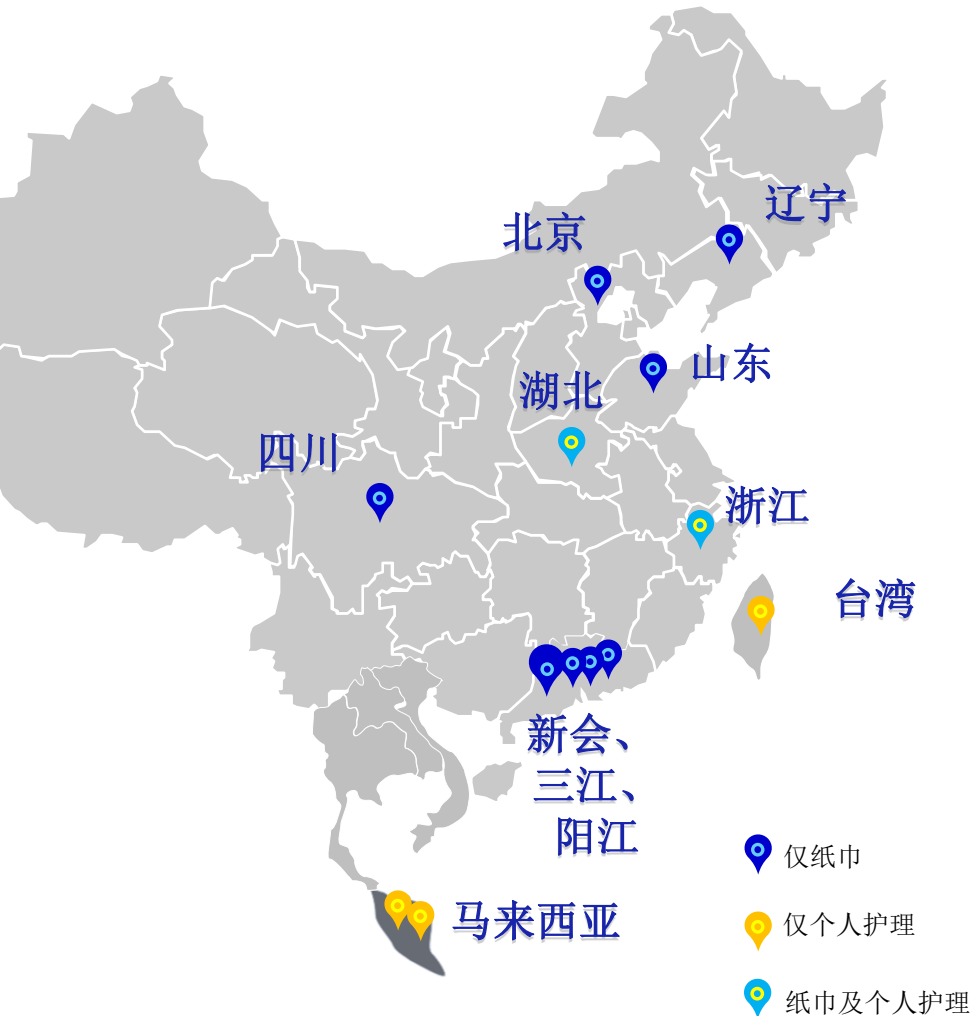 辽宁
北京
山东
湖北
四川
浙江
台湾
新会、
三江、
阳江
马来西亚
仅纸巾
仅个人护理
纸巾及个人护理